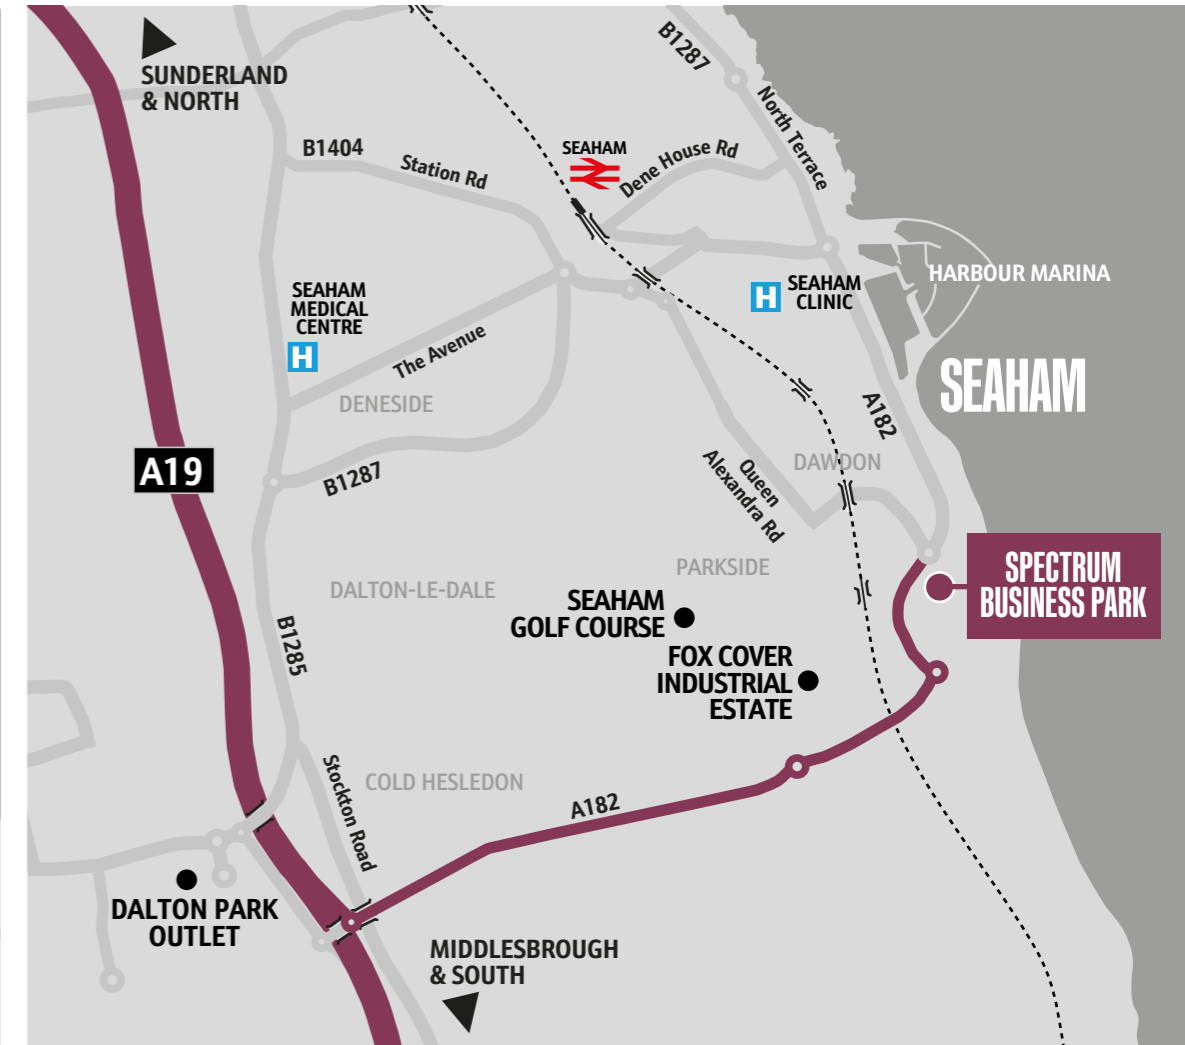 B1287
SUNDERLAND
& NORTH
North Terrace
B1404
SEAHAM
Station Rd
Dene House Rd
HARBOUR MARINA
SEAHAM
MEDICAL
CENTRE
H
H
SEAHAM
CLINIC
The Avenue
SEAHAM
DENESIDE
A182
A19
B1287
DAWDON
Queen
Alexandra Rd
SPECTRUM
BUSINESS PARK
PARKSIDE
DALTON-LE-DALE
SEAHAM
GOLF COURSE
B1285
FOX COVER
INDUSTRIAL
ESTATE
Stockton Road
COLD HESLEDON
A182
DALTON PARK
OUTLET
MIDDLESBROUGH
& SOUTH